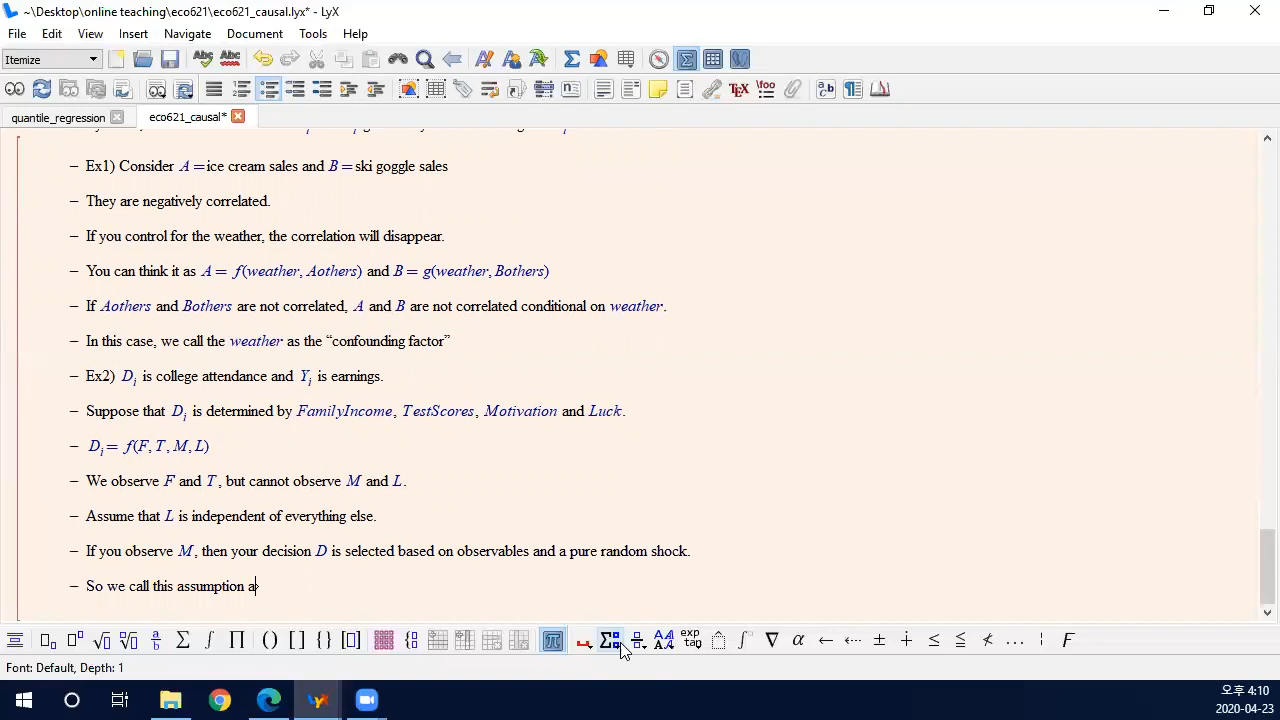 ~\Desktop\online teaching\eco621\eco621_causal.lyx* - LyX
File Edit View Insert Navigate Document Tools Help
Itemize
quantile_regression eco621_causal*
– Ex1) Consider A = ice cream sales and B = ski goggle sales
– They are negatively correlated.
– If you control for the weather, the correlation will disappear.
– You can think it as A = f(weather, Aothers) and B = g(weather, Bothers)
– If Aothers and Bothers are not correlated, A and B are not correlated conditional on weather.
– In this case, we call the weather as the “confounding factor”
– Ex2) Dᵢ is college attendance and Yᵢ is earnings.
– Suppose that Dᵢ is determined by FamilyIncome, TestScores, Motivation and Luck.
– Dᵢ = f(F, T, M, L)
– We observe F and T, but cannot observe M and L.
– Assume that L is independent of everything else.
– If you observe M, then your decision D is selected based on observables and a pure random shock.
– So we call this assumption a
Font: Default, Depth: 1
오후 4:10
2020-04-23